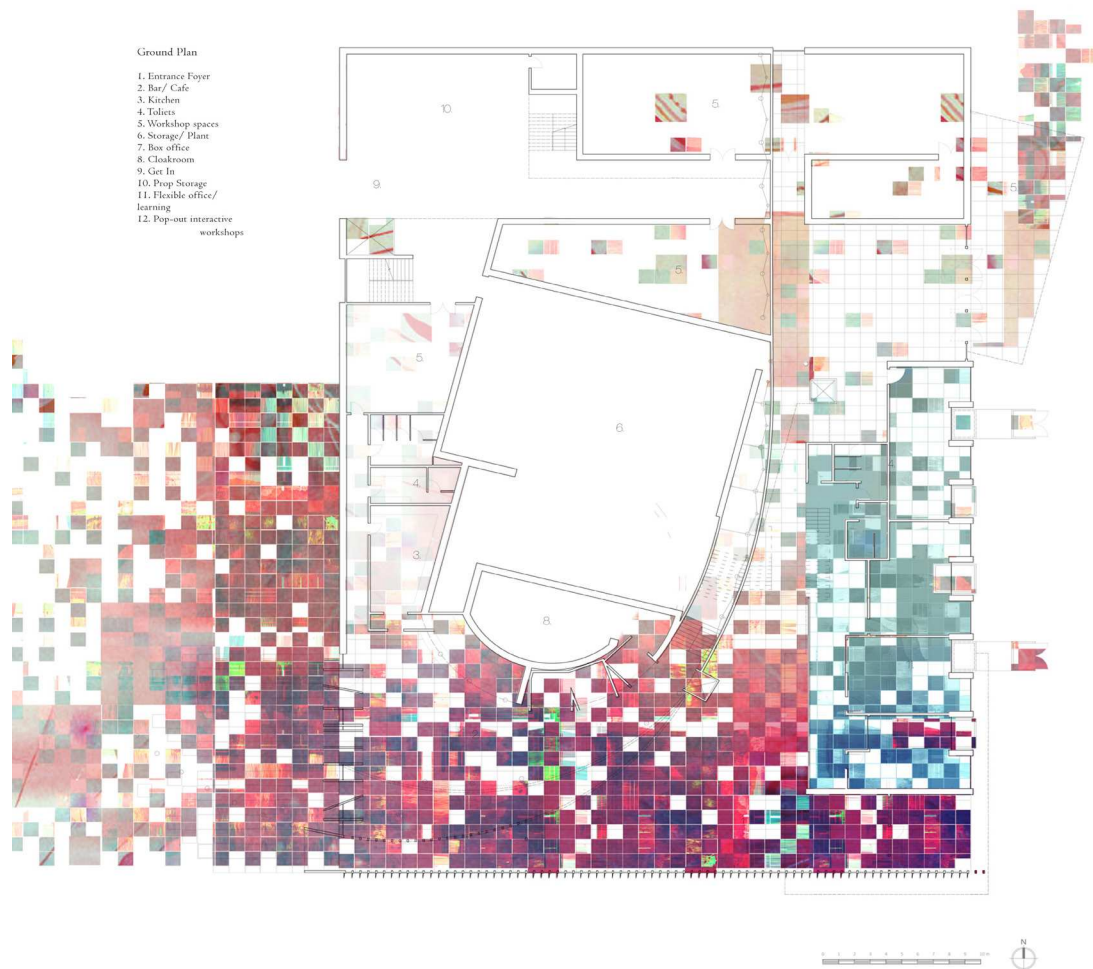 Ground Plan
1. Entrance Foyer
2. Bar/ Cafe
3. Kitchen
4. Toliets
5. Workshop spaces
6. Storage/ Plant
7. Box office
8. Cloakroom
9. Get In
10. Prop Storage
11. Flexible office/
learning
12. Pop-out interactive
workshops
10.
5.
9.
5.
5.
5.
6.
4.
4.
3.
8.
N